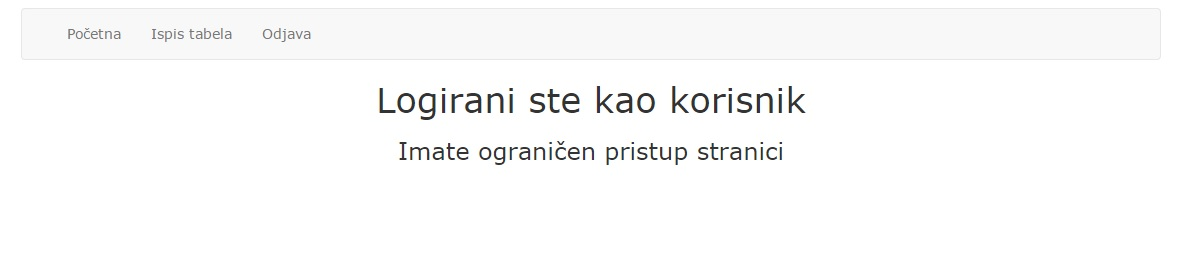 Početna Ispis tabela Odjava
Logirani ste kao korisnik
Imate ograničen pristup stranici